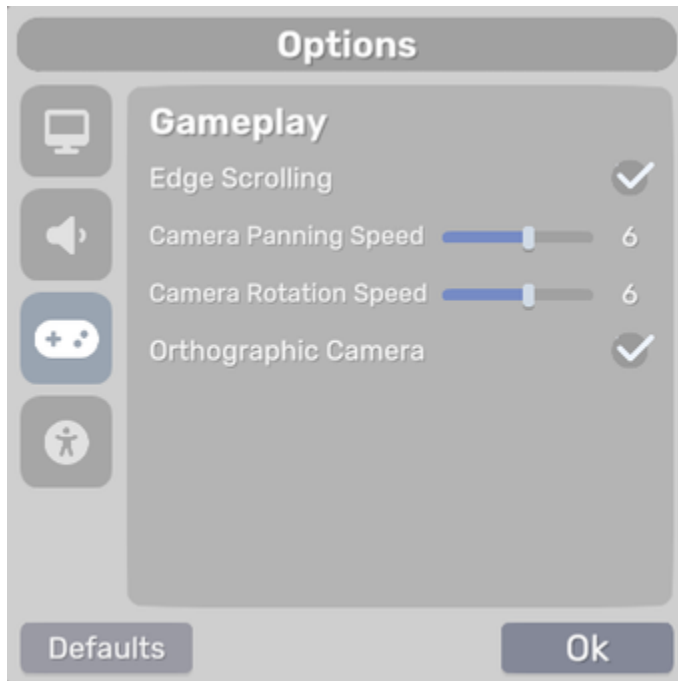 Options
Gameplay
Edge Scrolling
Camera Panning Speed 6
Camera Rotation Speed 6
Orthographic Camera
Defaults Ok